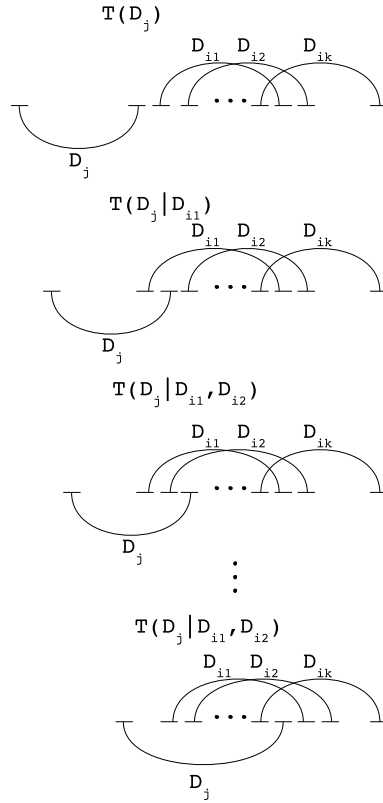 T(D_j)
D_i1 D_i2 D_ik
...
D_j
T(D_j|D_i1)
D_i1 D_i2 D_ik
...
D_j
T(D_j|D_i1,D_i2)
D_i1 D_i2 D_ik
...
D_j
⋮
T(D_j|D_i1,D_i2)
D_i1 D_i2 D_ik
...
D_j